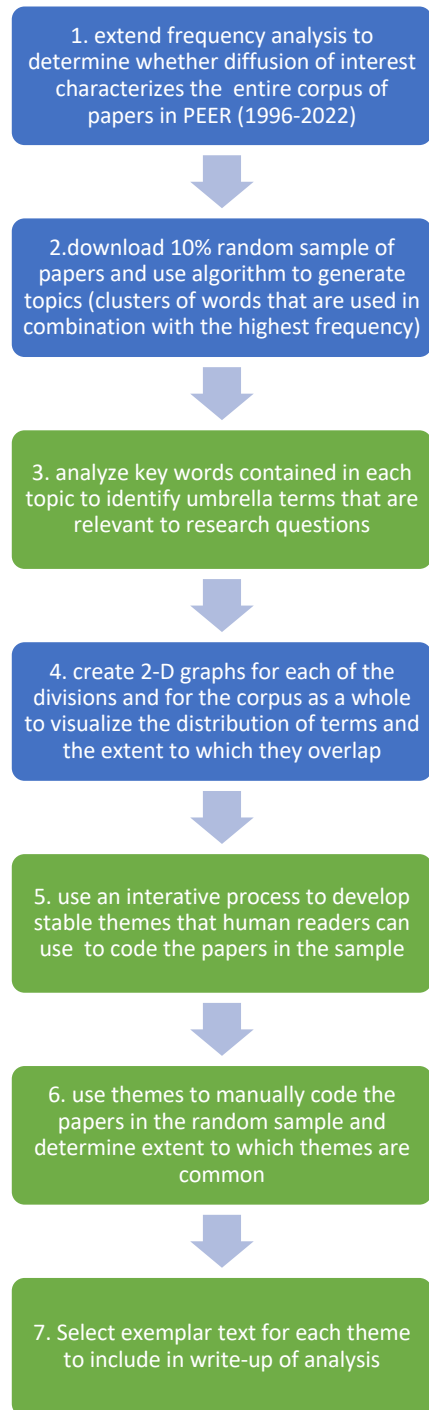 1. extend frequency analysis to
determine whether diffusion of interest
characterizes the entire corpus of
papers in PEER (1996-2022)
2.download 10% random sample of
papers and use algorithm to generate
topics (clusters of words that are used in
combination with the highest frequency)
3. analyze key words contained in each
topic to identify umbrella terms that are
relevant to research questions
4. create 2-D graphs for each of the
divisions and for the corpus as a whole
to visualize the distribution of terms and
the extent to which they overlap
5. use an interative process to develop
stable themes that human readers can
use to code the papers in the sample
6. use themes to manually code the
papers in the random sample and
determine extent to which themes are
common
7. Select exemplar text for each theme
to include in write-up of analysis